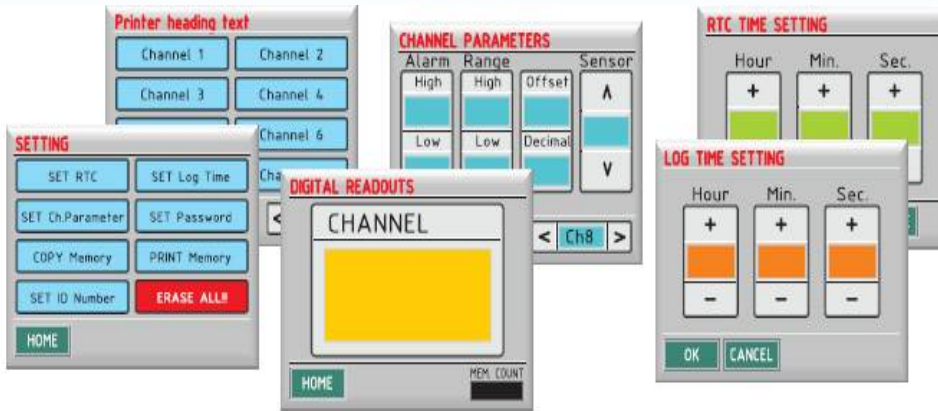 Printer heading text
Channel 1 Channel 2
Channel 3 Channel 4
Channel 6
SETTING
SET RTC SET Log Time
SET Ch.Parameter SET Password
COPY Memory PRINT Memory
SET ID Number ERASE ALL!!
HOME
<
DIGITAL READOUTS
CHANNEL
HOME
MEM. COUNT
CHANNEL PARAMETERS
Alarm Range Sensor
High High Offset ∧
Low Low Decimal
∨
< Ch8 >
RTC TIME SETTING
Hour Min. Sec.
+ + +
LOG TIME SETTING
Hour Min. Sec.
+ + +
- - -
OK CANCEL